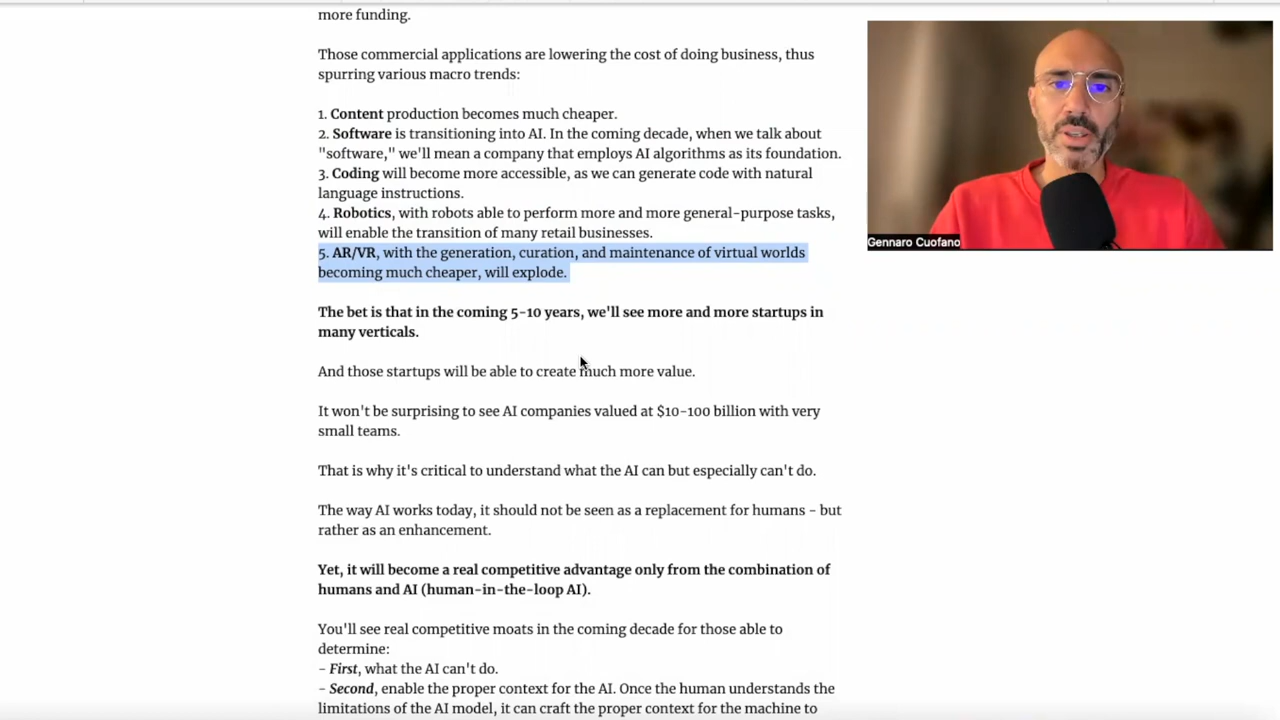 more funding.
Those commercial applications are lowering the cost of doing business, thus
spurring various macro trends:
1. Content production becomes much cheaper.
2. Software is transitioning into AI. In the coming decade, when we talk about
"software," we'll mean a company that employs AI algorithms as its foundation.
3. Coding will become more accessible, as we can generate code with natural
language instructions.
4. Robotics, with robots able to perform more and more general-purpose tasks,
will enable the transition of many retail businesses.
5. AR/VR, with the generation, curation, and maintenance of virtual worlds
becoming much cheaper, will explode.
The bet is that in the coming 5-10 years, we'll see more and more startups in
many verticals.
And those startups will be able to create much more value.
It won't be surprising to see AI companies valued at $10-100 billion with very
small teams.
That is why it's critical to understand what the AI can but especially can't do.
The way AI works today, it should not be seen as a replacement for humans - but
rather as an enhancement.
Yet, it will become a real competitive advantage only from the combination of
humans and AI (human-in-the-loop AI).
You'll see real competitive moats in the coming decade for those able to
determine:
- First, what the AI can't do.
- Second, enable the proper context for the AI. Once the human understands the
limitations of the AI model, it can craft the proper context for the machine to
Gennaro Cuofano